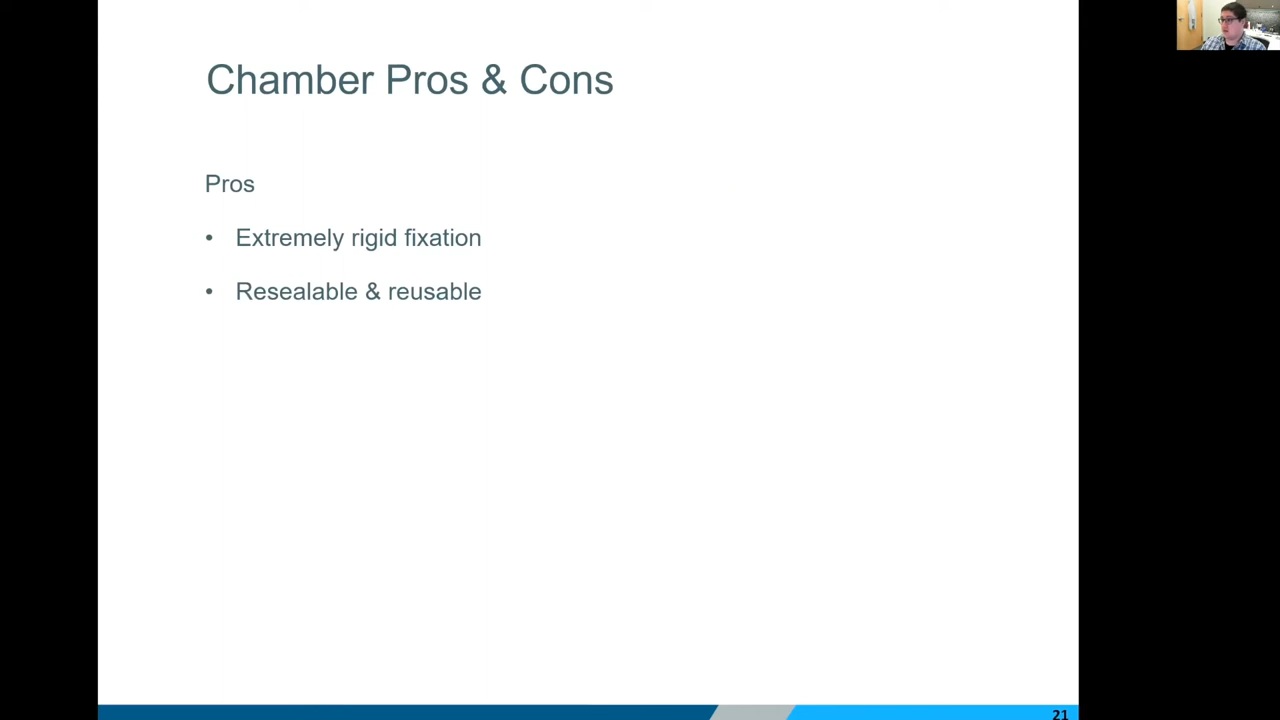 Chamber Pros & Cons
Pros
• Extremely rigid fixation
• Resealable & reusable
21